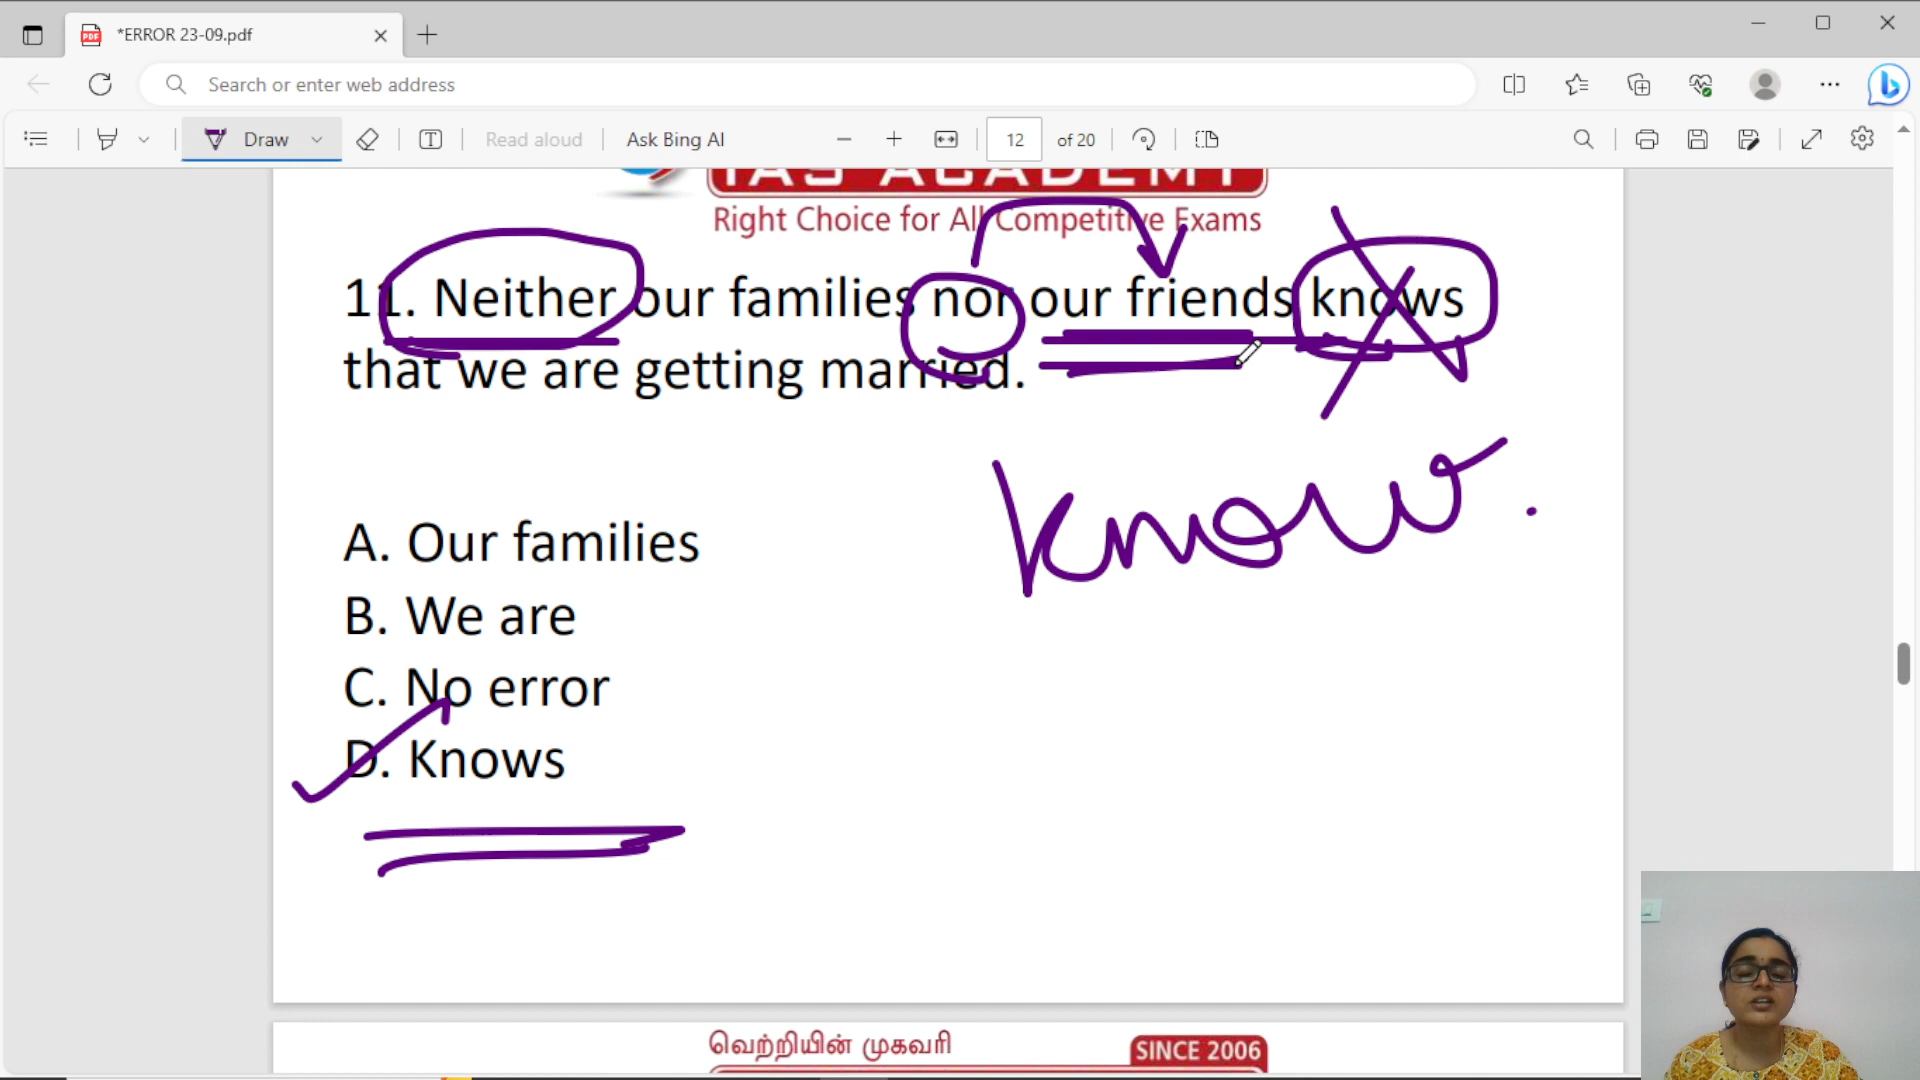 *ERROR 23-09.pdf
Search or enter web address
Draw
Read aloud
Ask Bing AI
12
of 20
IAS ACADEMY
Right Choice for All Competitive Exams
11. Neither our families nor our friends knows
that we are getting married.
know.
A. Our families
B. We are
C. No error
D. Knows
வெற்றியின் முகவரி
SINCE 2006